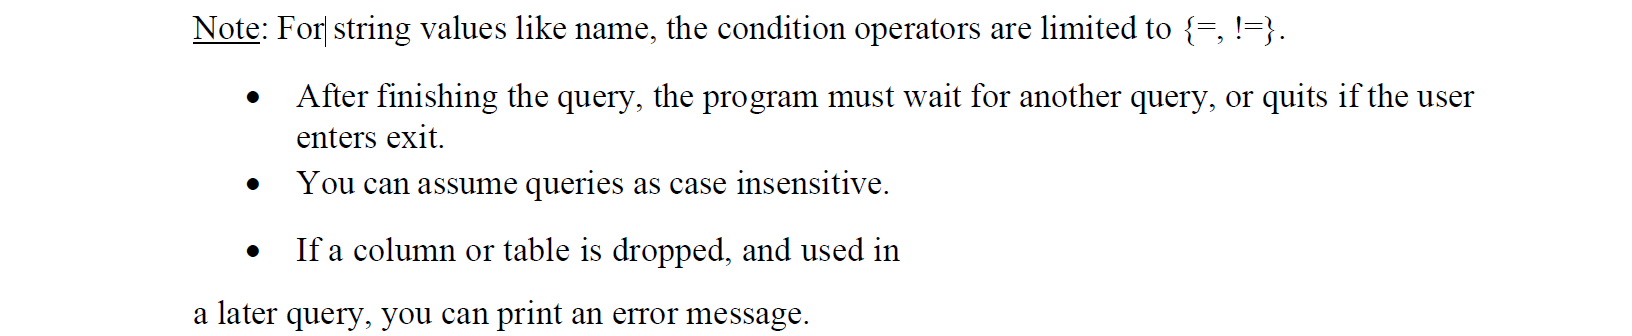 Note: For string values like name, the condition operators are limited to {=, !=}.
• After finishing the query, the program must wait for another query, or quits if the user
enters exit.
• You can assume queries as case insensitive.
• If a column or table is dropped, and used in
a later query, you can print an error message.